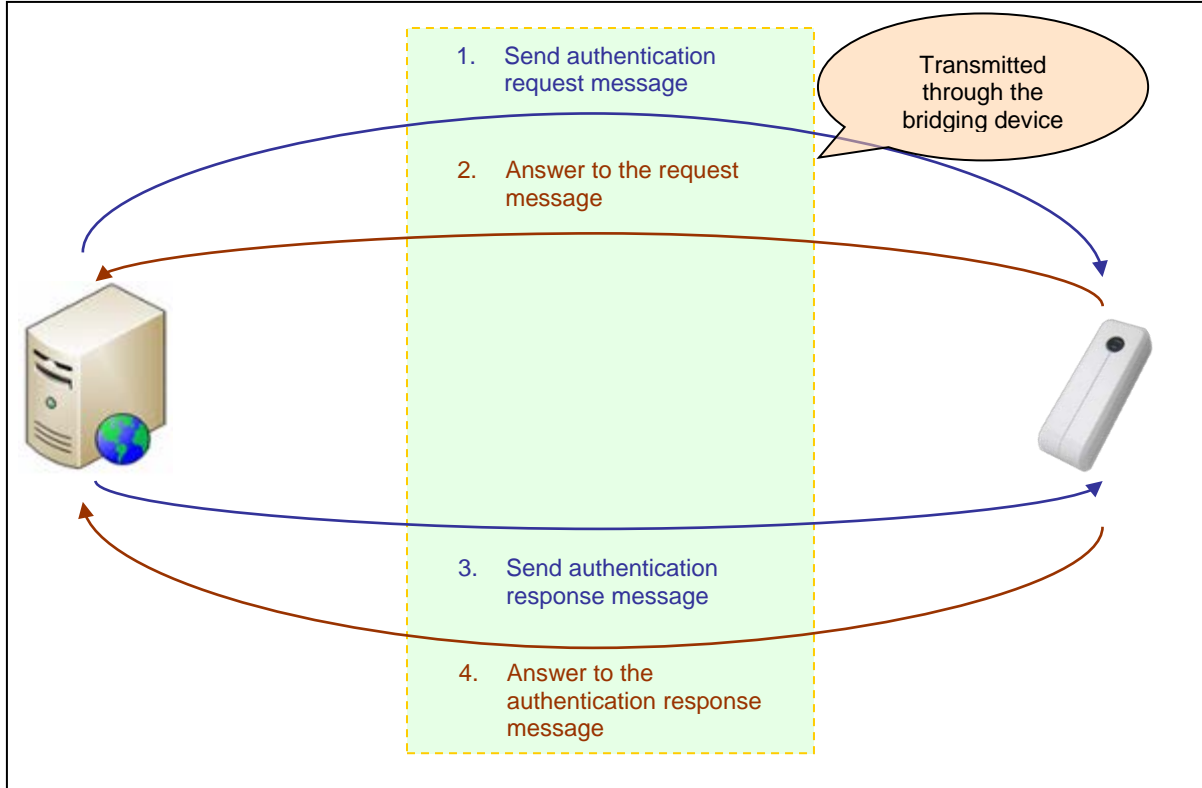 1. Send authentication
request message
Transmitted
through the
bridging device
2. Answer to the request
message
3. Send authentication
response message
4. Answer to the
authentication response
message